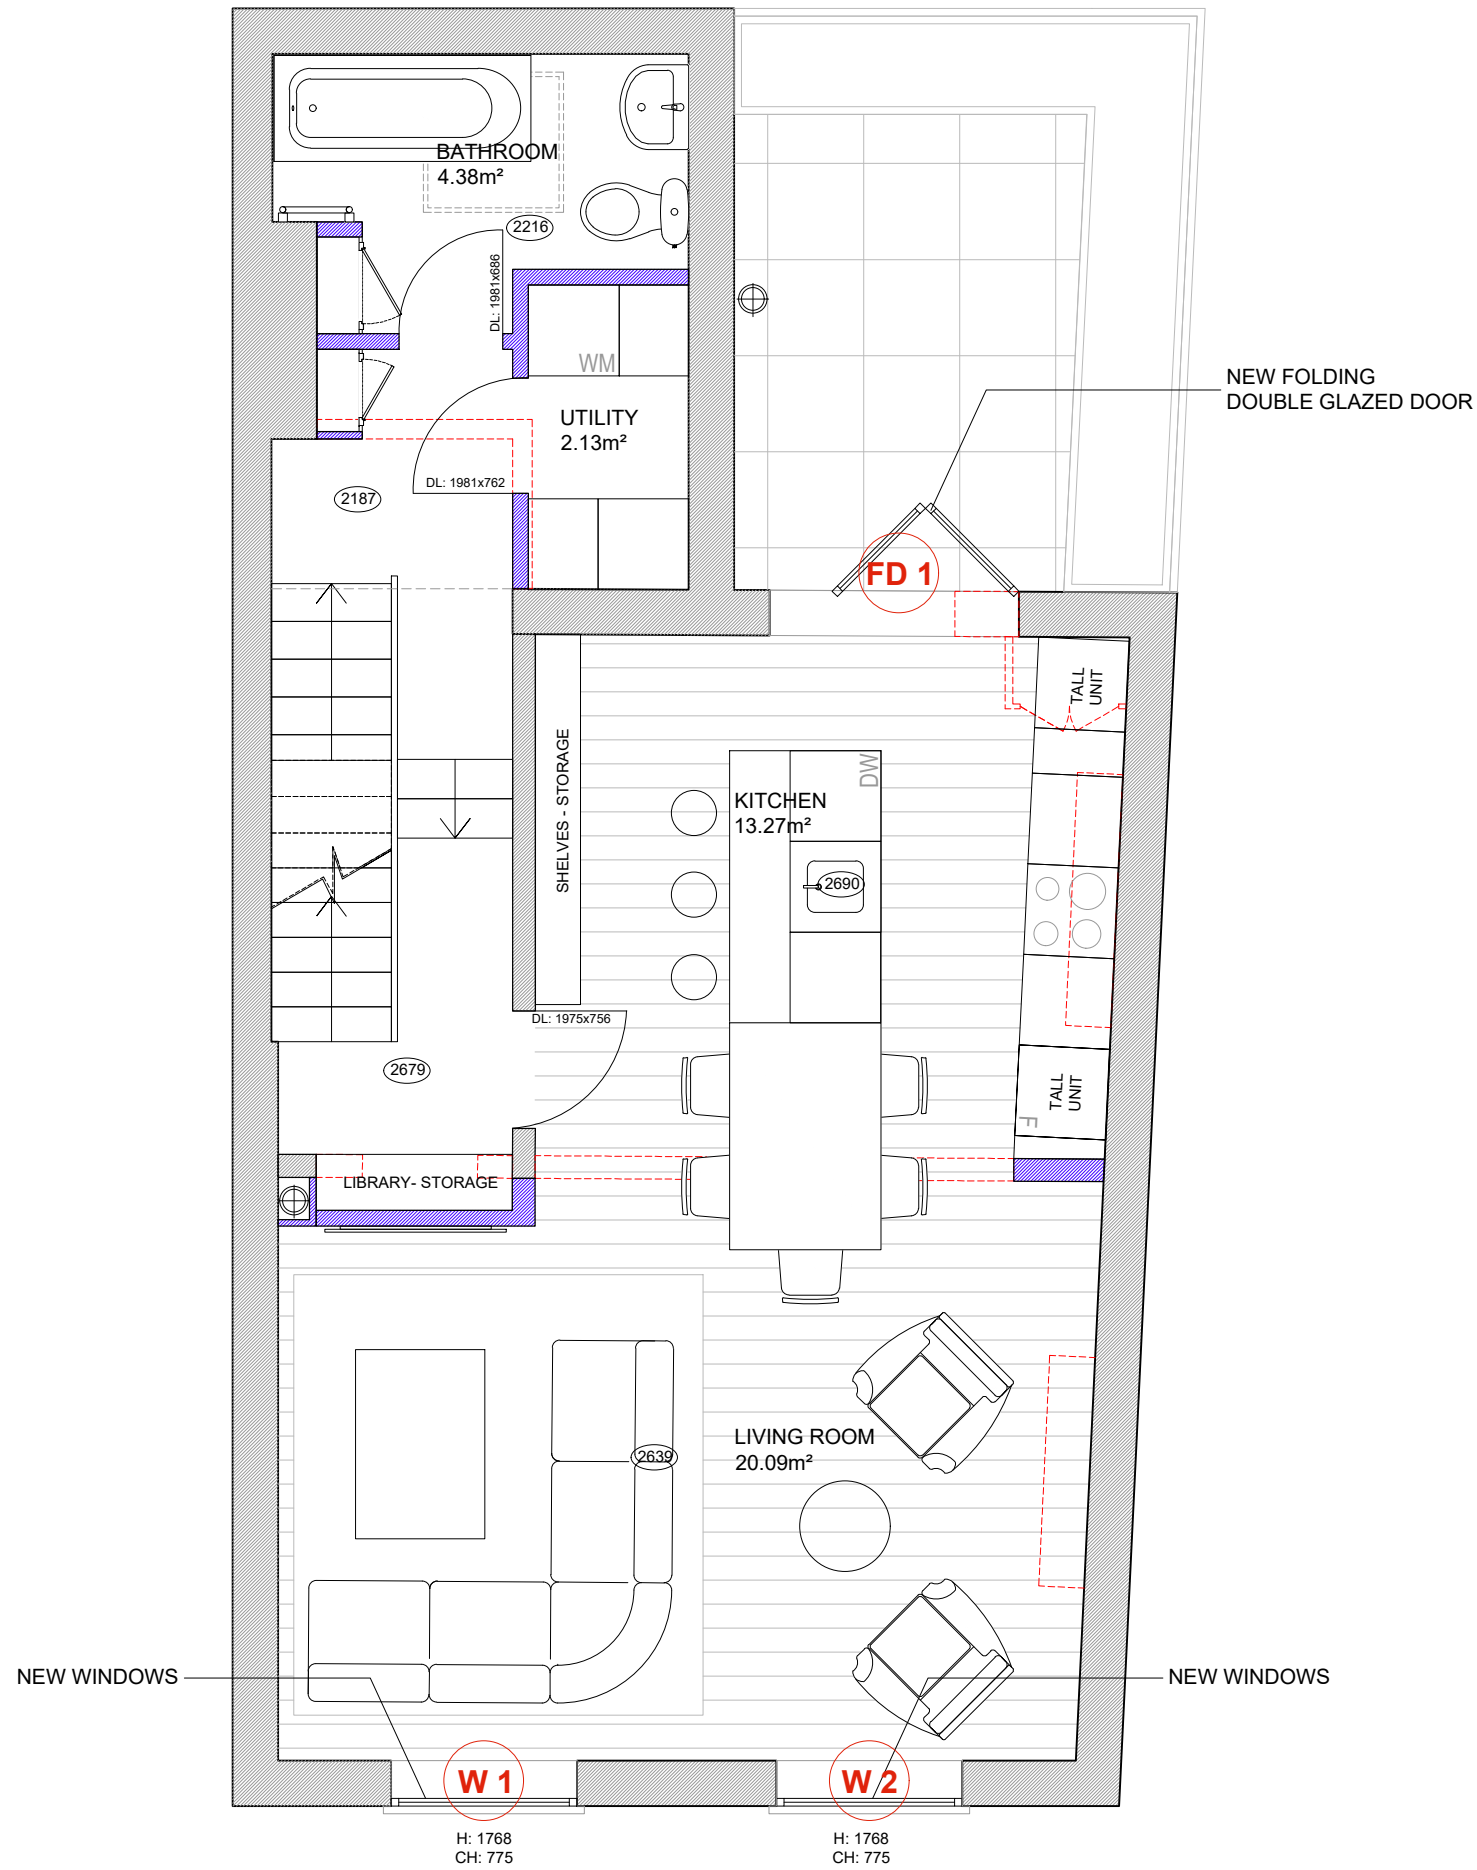 BATHROOM
4.38m²
2216
DL: 1981x686
WM
NEW FOLDING
DOUBLE GLAZED DOOR
UTILITY
2.13m²
DL: 1981x762
2187
FD 1
TALL
UNIT
SHELVES - STORAGE
DW
KITCHEN
13.27m²
2690
DL: 1975x756
2679
TALL
UNIT
F
LIBRARY- STORAGE
LIVING ROOM
20.09m²
2639
NEW WINDOWS
NEW WINDOWS
W 1
W 2
H: 1768
CH: 775
H: 1768
CH: 775